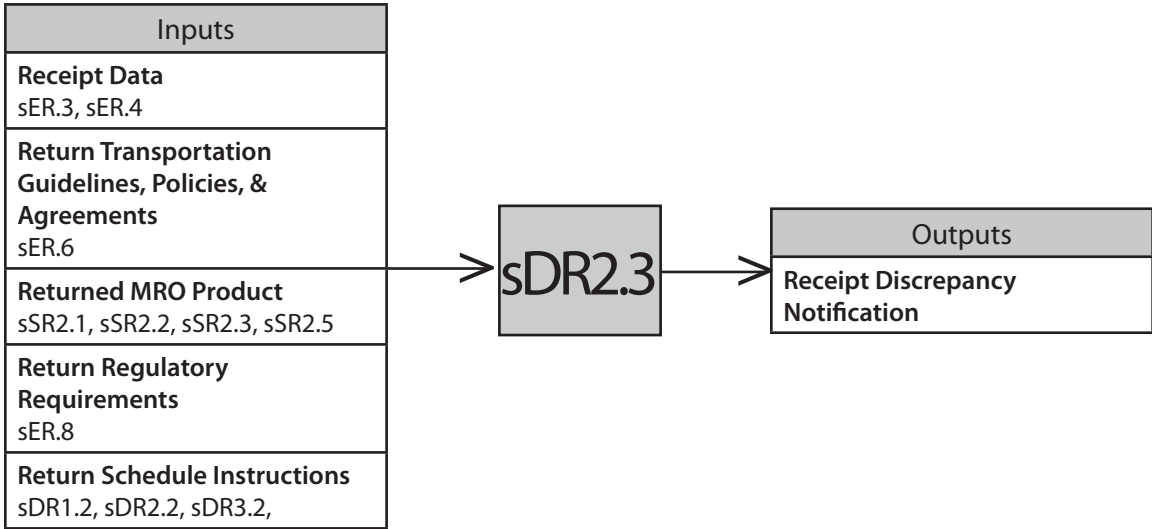 Inputs
Receipt Data
sER.3, sER.4
Return Transportation
Guidelines, Policies, &
Agreements
sER.6
Returned MRO Product
sSR2.1, sSR2.2, sSR2.3, sSR2.5
Return Regulatory
Requirements
sER.8
Return Schedule Instructions
sDR1.2, sDR2.2, sDR3.2,
sDR2.3
Outputs
Receipt Discrepancy
Notification